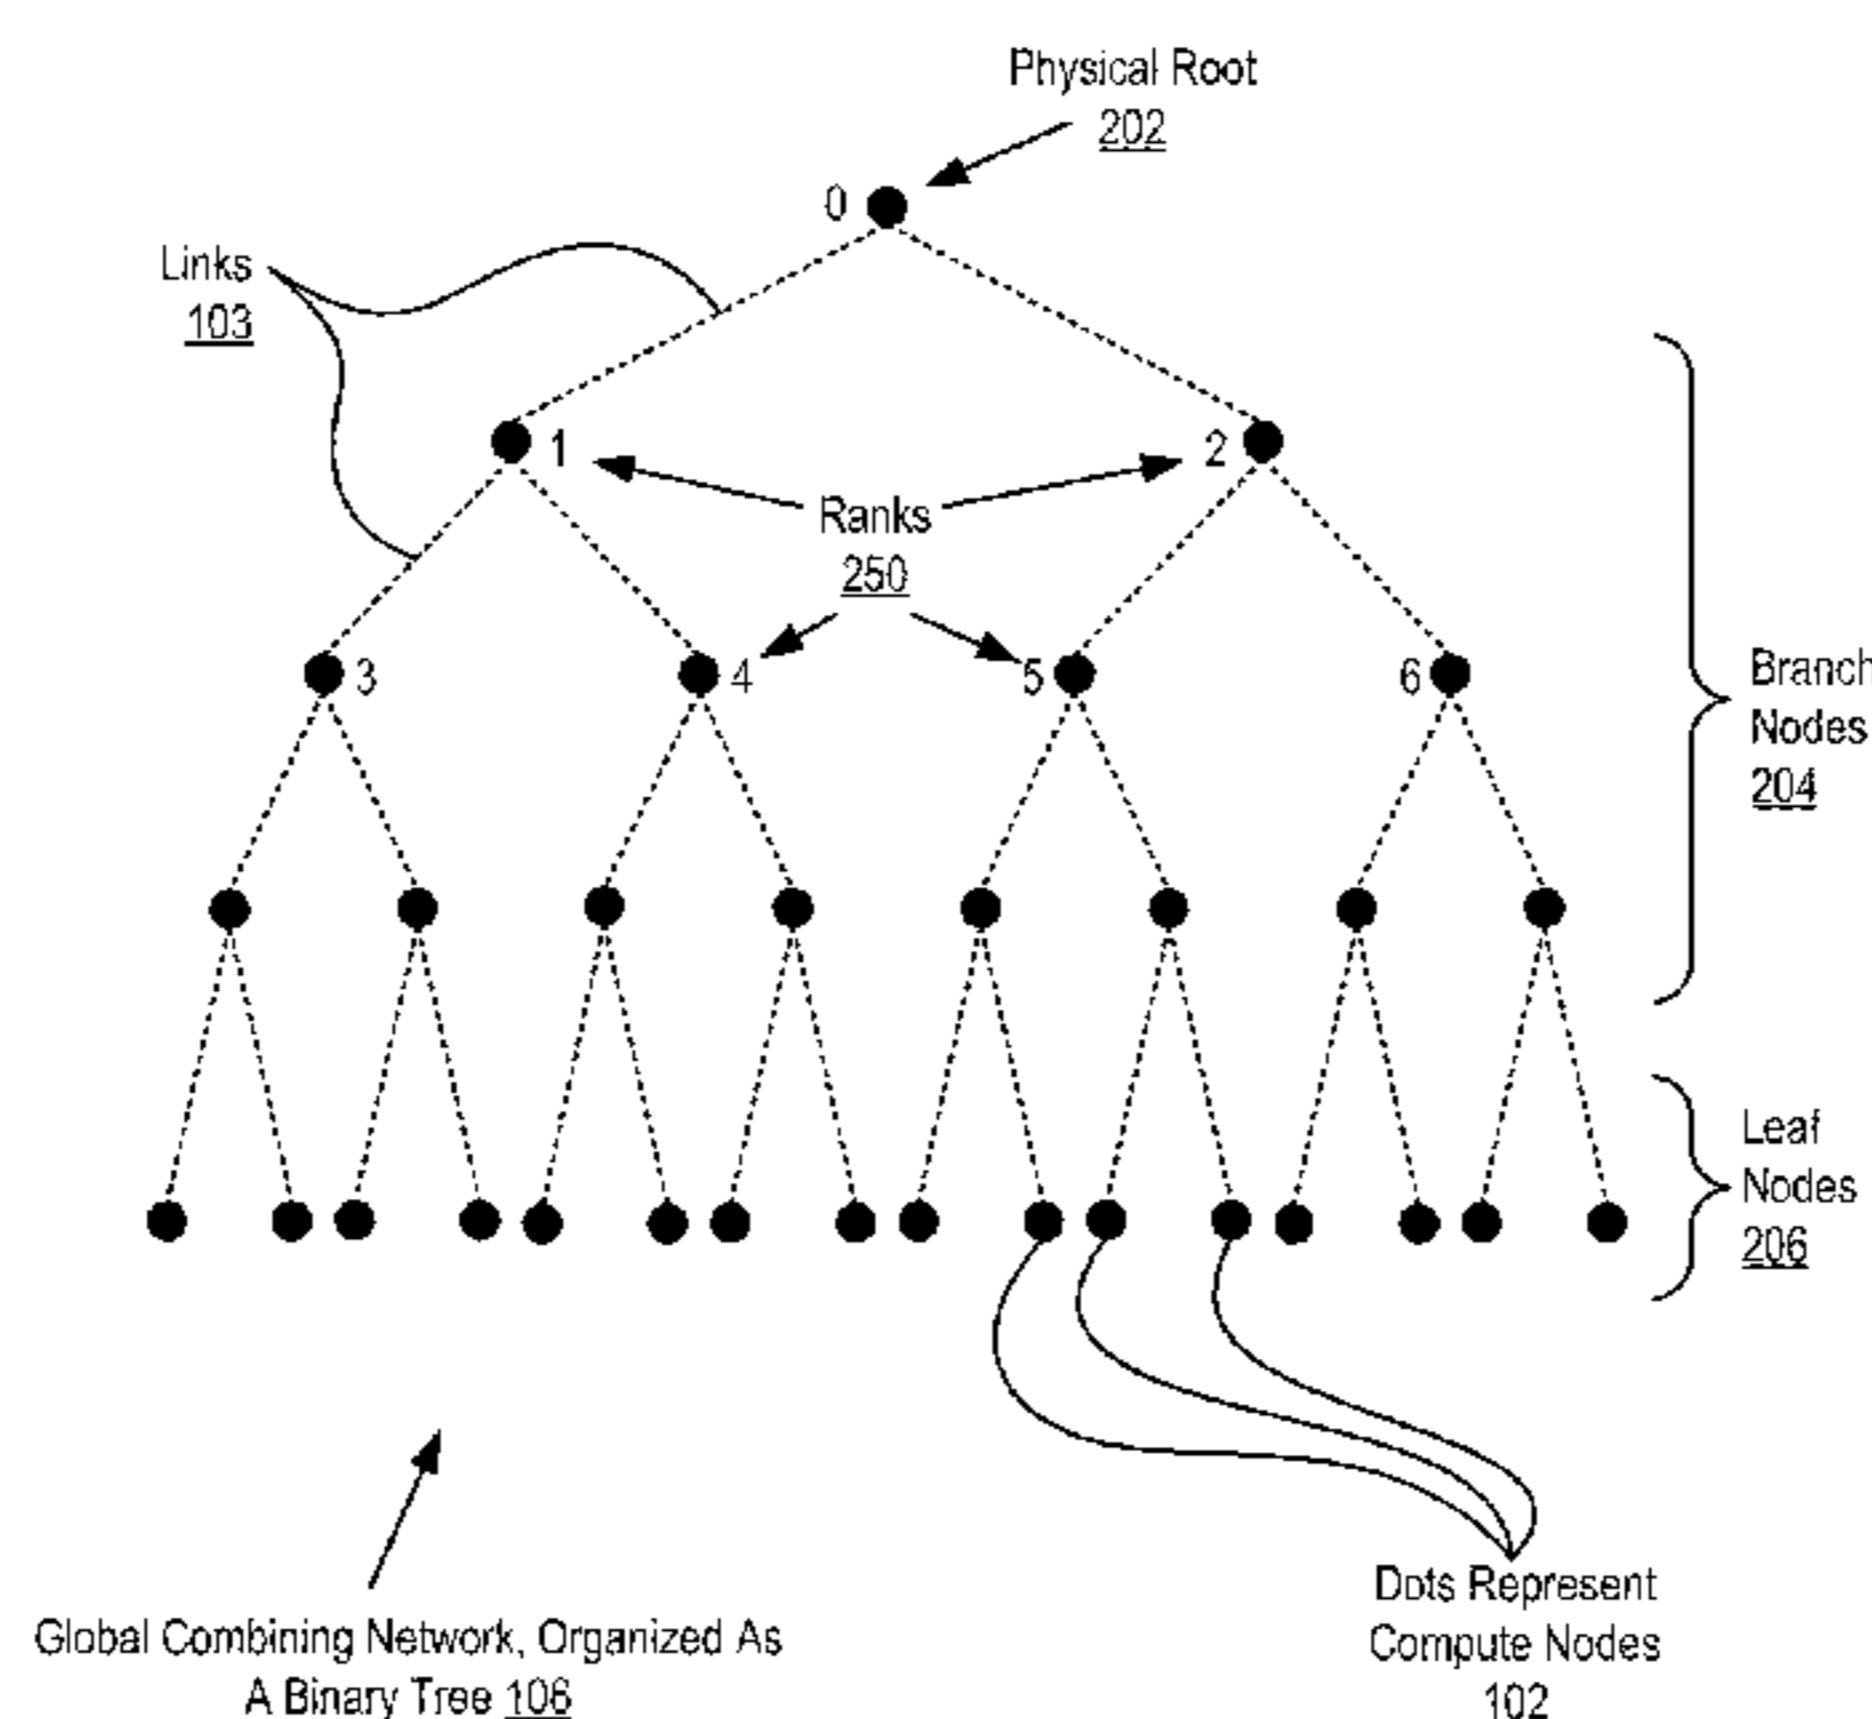 Physical Root
202
0
Links
103
1
2
Ranks
250
3
4
5
6
Branch
Nodes
204
Leaf
Nodes
206
Global Combining Network, Organized As
A Binary Tree 106
Dots Represent
Compute Nodes
102